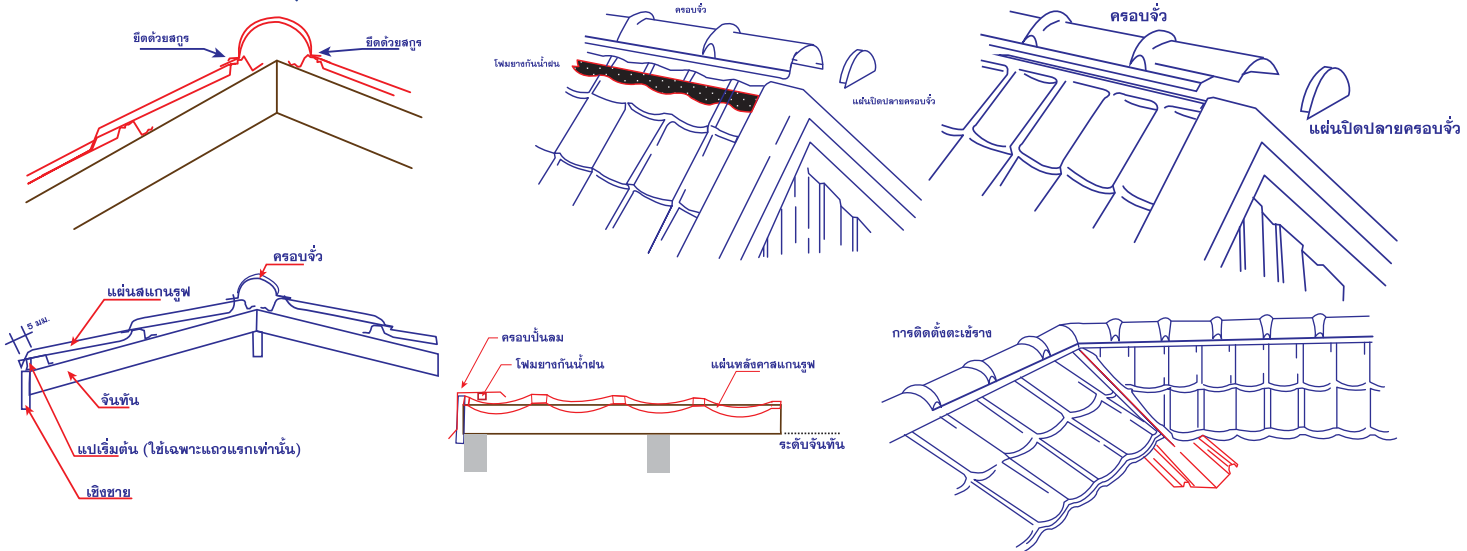 ยึดด้วยสกูร
ยึดด้วยสกูร
ครอบจั่ว
โฟมยางกันน้ำฝน
แผ่นปิดปลายครอบจั่ว
ครอบจั่ว
แผ่นปิดปลายครอบจั่ว
ครอบจั่ว
แผ่นสแกนรูฟ
5 มม.
จันทัน
แปเริ่มต้น (ใช้เฉพาะแถวแรกเท่านั้น)
เชิงชาย
ครอบปั้นลม
โฟมยางกันน้ำฝน
แผ่นหลังคาสแกนรูฟ
ระดับจันทัน
การติดตั้งตะเข้ราง